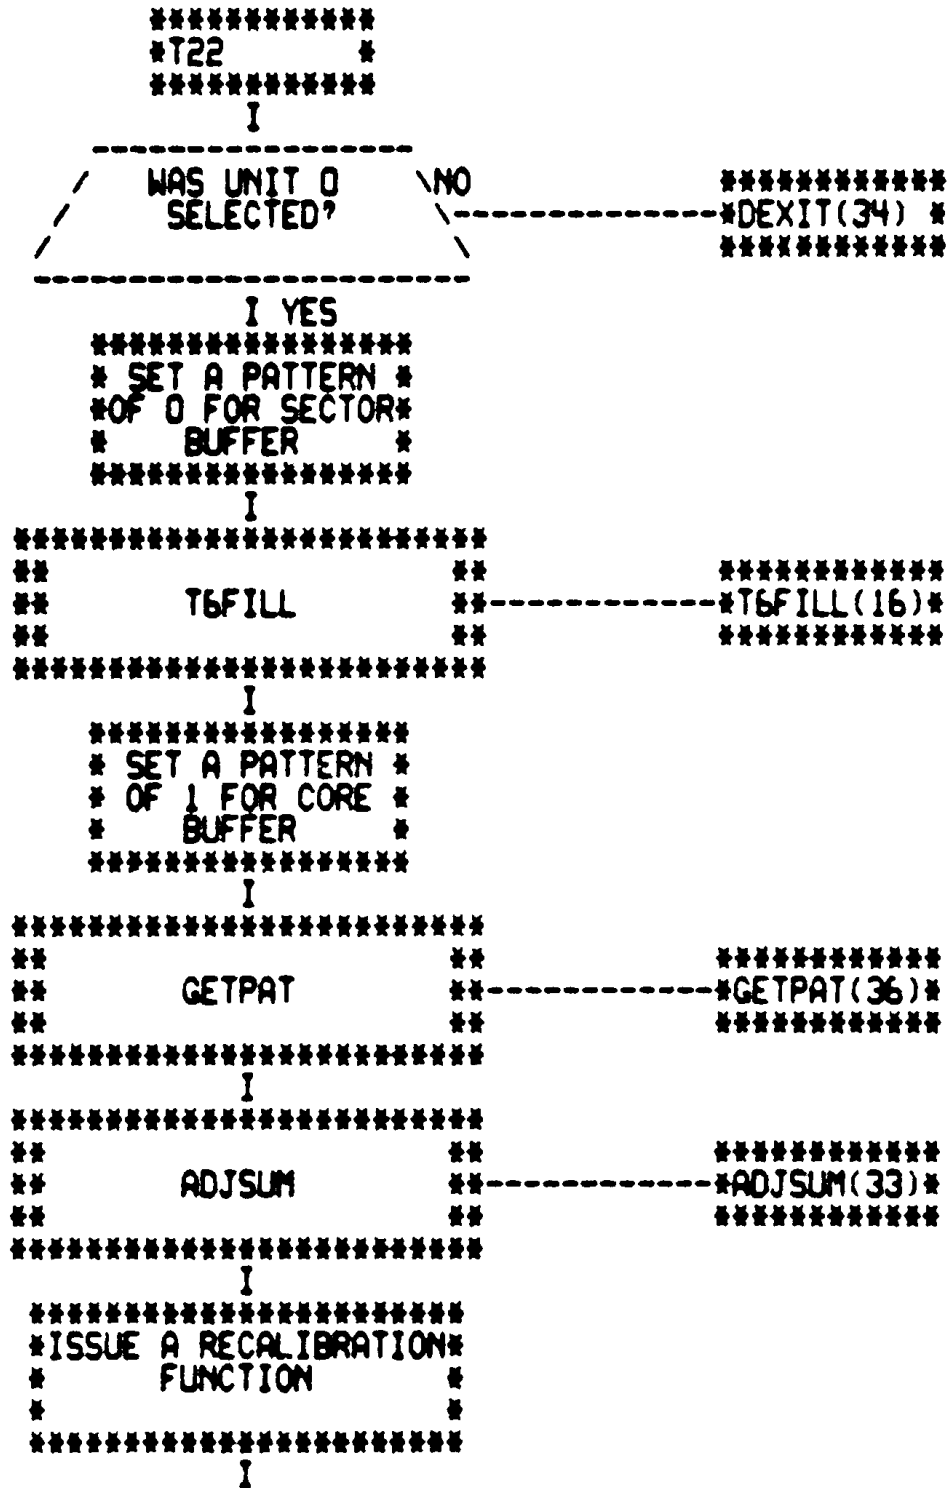 T22
I
WAS UNIT 0 NO
SELECTED?
DEXIT(34)
I YES
SET A PATTERN
OF 0 FOR SECTOR
BUFFER
I
T6FILL
T6FILL(16)
I
SET A PATTERN
OF 1 FOR CORE
BUFFER
I
GETPAT
GETPAT(36)
I
ADJSUM
ADJSUM(33)
I
ISSUE A RECALIBRATION
FUNCTION
I